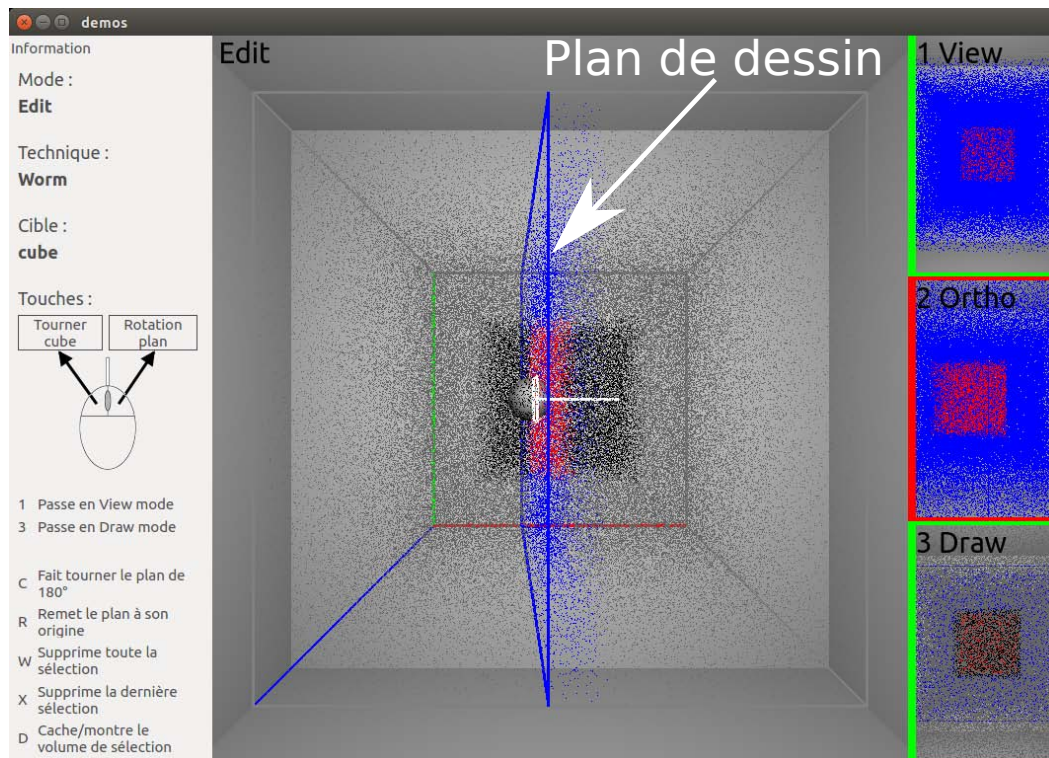 demos
Information
Mode :
Edit
Technique :
Worm
Cible :
cube
Touches :
Tourner
cube
Rotation
plan
1 Passe en View mode
3 Passe en Draw mode
C Fait tourner le plan de
180°
R Remet le plan à son
origine
W Supprime toute la
sélection
X Supprime la dernière
sélection
D Cache/montre le
volume de sélection
Edit
Plan de dessin
1 View
2 Ortho
3 Draw